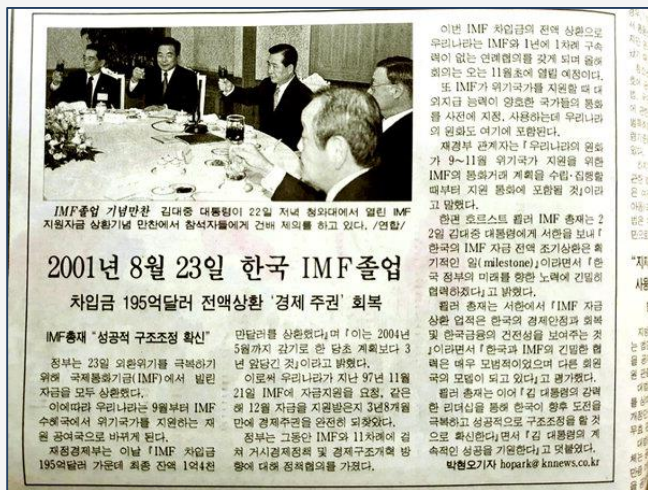 IMF졸업 기념만찬 김대중 대통령이 22일 저녁 청와대에서 열린 IMF
지원자금 상환기념 만찬에서 참석자들에게 건배 제의를 하고 있다. /연합/
2001년 8월 23일 한국 IMF졸업
차입금 195억달러 전액상환 '경제 주권' 회복
IMF총재 "성공적 구조조정 확신"
정부는 23일 외환위기를 극복하기
위해 국제통화기금(IMF)에서 빌린
자금을 모두 상환했다.
이에따라 우리나라는 9월부터 IMF
수혜국에서 위기국가를 지원하는 재
원 공여국으로 바뀌게 된다.
재정경제부는 이날 『IMF 차입금
195억달러 가운데 최종 잔액 1억4천
만달러를 상환했다』며 『이는 2004년
5월까지 갚기로 한 당초 계획보다 3
년 앞당긴 것』이라고 밝혔다.
이로써 우리나라가 지난 97년 11월
21일 IMF에 자금지원을 요청, 같은
해 12월 자금을 지원받은지 3년8개월
만에 경제주권을 완전히 되찾았다.
정부는 그동안 IMF와 11차례에 걸
쳐 거시경제정책 및 경제구조개혁 방
향에 대해 정책협의를 가졌다.
이번 IMF 차입금의 전액 상환으로
우리나라는 IMF와 1년에 1차례 구속
력이 없는 연례협의를 갖게 되며 올해
회의는 오는 11월초에 열릴 예정이다.
또 IMF가 위기국가를 지원할 때 대
외지급 능력이 양호한 국가들의 통화
를 사전에 지정, 사용하는데 우리나라
의 원화도 여기에 포함된다.
재경부 관계자는 『우리나라의 원화
가 9~11월 위기국가 지원을 위한
IMF의 통화거래 계획을 수립·집행할
때부터 지원 통화에 포함될 것』이라
고 말했다.
한편 호르스트 쾰러 IMF 총재는 2
2일 김대중 대통령에게 서한을 보내 『
한국의 IMF 자금 전액 조기상환은 획
기적인 일(milestone)』이라면서 『한
국 정부의 미래를 향한 노력에 긴밀히
협력하겠다』고 밝혔다.
쾰러 총재는 서한에서 『IMF 자금
상환 업적은 한국의 경제안정과 회복
및 한국금융의 건전성을 보여주는 것
』이라면서 『한국과 IMF의 긴밀한 협
력은 매우 모범적이었으며 다른 회원
국의 모델이 되고 있다』고 평가했다.
쾰러 총재는 이어 『김 대통령의 강력
한 리더십을 통해 한국이 향후 도전을
극복하고 성공적으로 구조조정을 할 것
으로 확신한다』면서 『김 대통령의 계
속적인 성공을 기원한다』고 덧붙였다.
박현오기자 hopark@knnews.co.kr